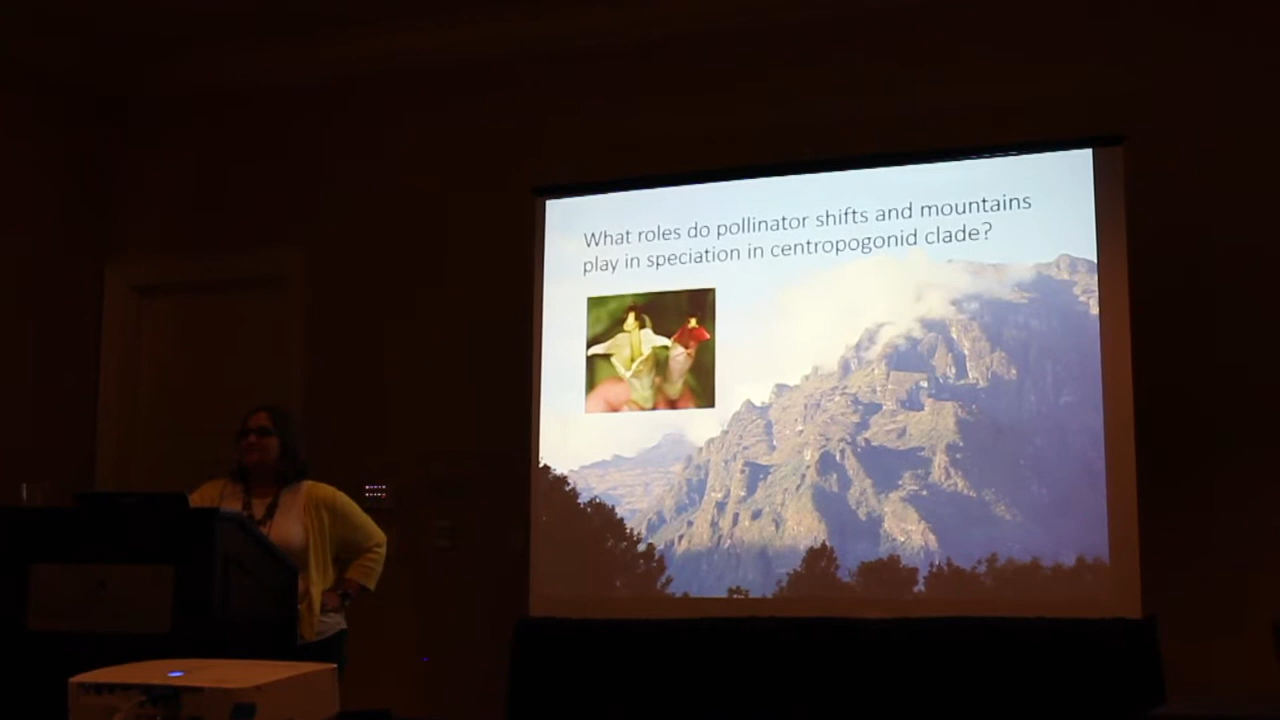 What roles do pollinator shifts and mountains
play in speciation in centropogonid clade?